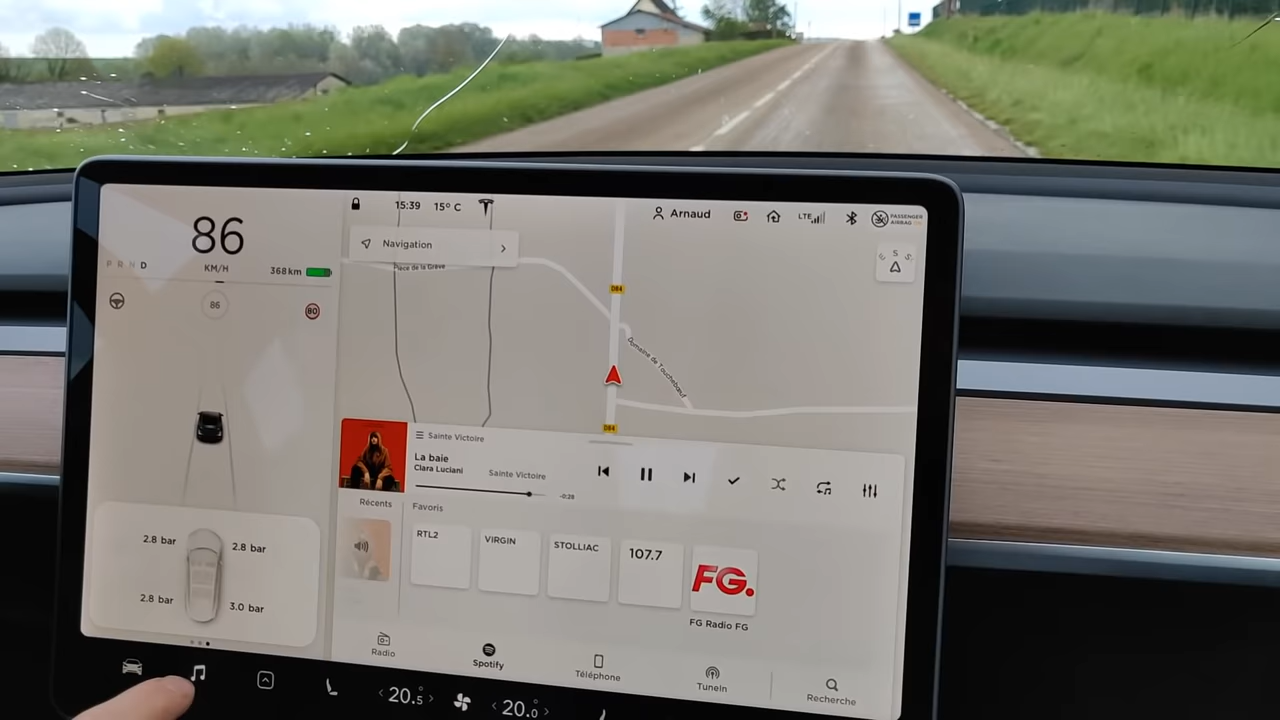 86
KM/H
P R N D
368 km
86
80
15:39
15° C
Arnaud
LTE
PASSENGER
AIRBAG ON
Navigation
S
Place de la Grève
D84
Domaine de Touchebœuf
D84
Sainte Victoire
La baie
Clara Luciani
Sainte Victoire
-0:28
Récents
Favoris
RTL2
VIRGIN
STOLLIAC
107.7
FG.
FG Radio FG
2.8 bar
2.8 bar
2.8 bar
3.0 bar
Radio
Spotify
Téléphone
TuneIn
Recherche
20.5°
20.0°